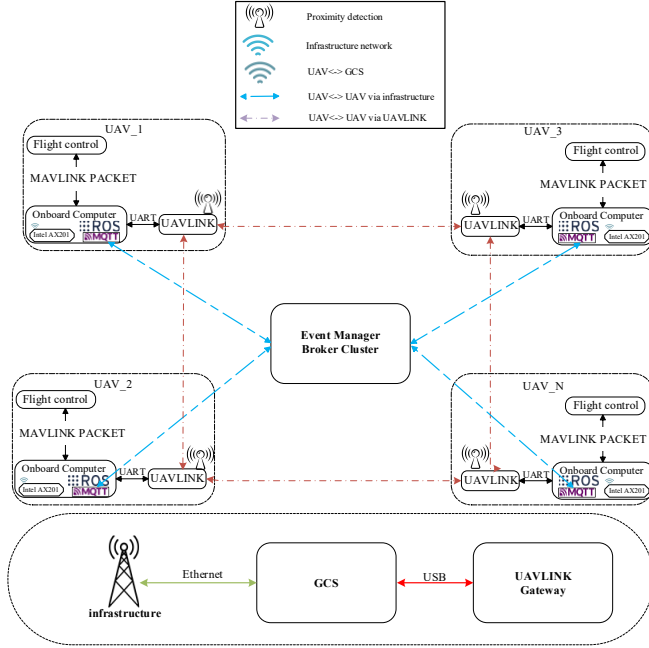 Proximity detection
Infrastructure network
UAV<-> GCS
UAV<-> UAV via infrastructure
UAV<-> UAV via UAVLINK
UAV_1
Flight control
MAVLINK PACKET
Onboard Computer
ROS
MQTT
Intel AX201
UART
UAVLINK
UAV_3
Flight control
MAVLINK PACKET
UAVLINK
UART
Onboard Computer
ROS
MQTT
Intel AX201
Event Manager
Broker Cluster
UAV_2
Flight control
MAVLINK PACKET
Onboard Computer
ROS
MQTT
Intel AX201
UART
UAVLINK
UAV_N
Flight control
MAVLINK PACKET
UAVLINK
UART
Onboard Computer
ROS
MQTT
Intel AX201
infrastructure
Ethernet
GCS
USB
UAVLINK
Gateway